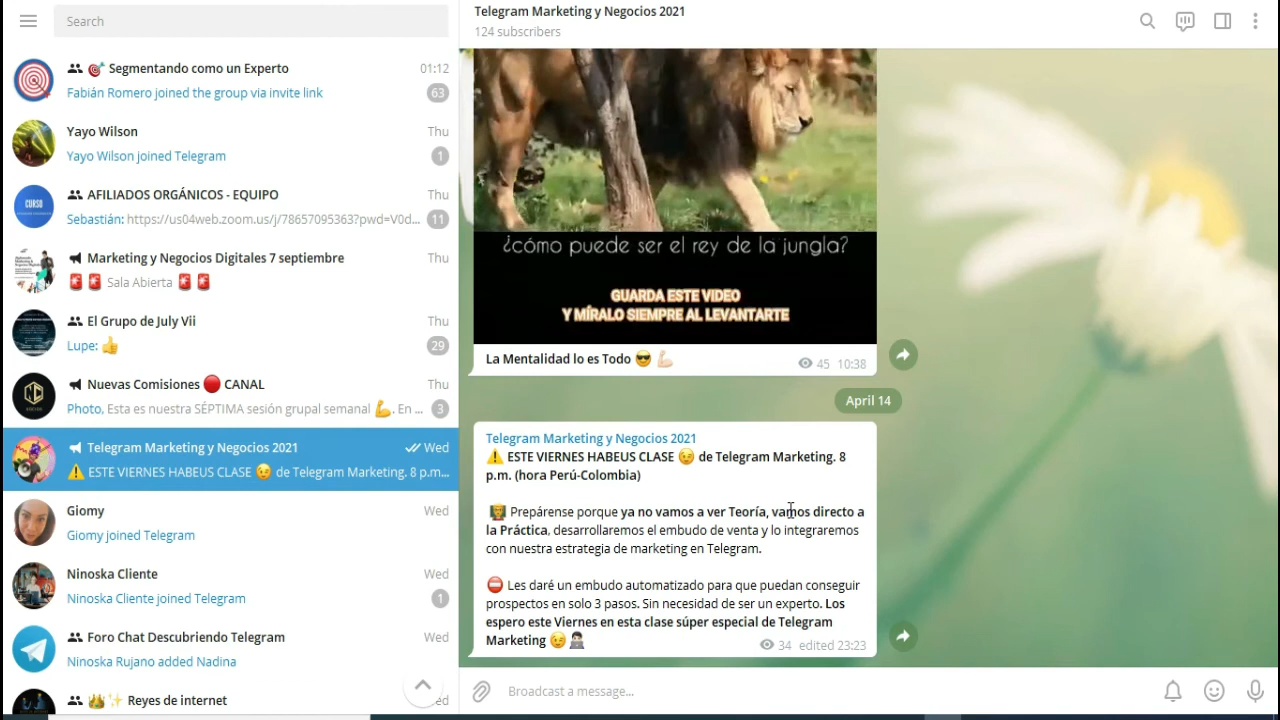 Search
Segmentando como un Experto
01:12
Fabián Romero joined the group via invite link
63
Yayo Wilson
Thu
Yayo Wilson joined Telegram
1
AFILIADOS ORGÁNICOS - EQUIPO
Thu
CURSO
Sebastián: https://us04web.zoom.us/j/78657095363?pwd=V0d...
11
Marketing y Negocios Digitales 7 septiembre
Thu
🚨 🚨 Sala Abierta 🚨 🚨
El Grupo de July Vii
Thu
Lupe: 👍
29
Nuevas Comisiones 🔴 CANAL
Thu
Photo, Esta es nuestra SÉPTIMA sesión grupal semanal 💪. En ...
3
Telegram Marketing y Negocios 2021
Wed
⚠️ ESTE VIERNES HABEUS CLASE 😉 de Telegram Marketing. 8 p.m...
Giomy
Wed
Giomy joined Telegram
Ninoska Cliente
Wed
Ninoska Cliente joined Telegram
1
Foro Chat Descubriendo Telegram
Wed
Ninoska Rujano added Nadina
👑✨ Reyes de internet
Telegram Marketing y Negocios 2021
124 subscribers
¿cómo puede ser el rey de la jungla?
GUARDA ESTE VIDEO
Y MÍRALO SIEMPRE AL LEVANTARTE
La Mentalidad lo es Todo 😎 💪🏻
45 10:38
April 14
Telegram Marketing y Negocios 2021
⚠️ ESTE VIERNES HABEUS CLASE 😉 de Telegram Marketing. 8
p.m. (hora Perú-Colombia)
👨‍🏫 Prepárense porque ya no vamos a ver Teoría, vamos directo a
la Práctica, desarrollaremos el embudo de venta y lo integraremos
con nuestra estrategia de marketing en Telegram.
⛔ Les daré un embudo automatizado para que puedan conseguir
prospectos en solo 3 pasos. Sin necesidad de ser un experto. Los
espero este Viernes en esta clase súper especial de Telegram
Marketing 😉 👨🏻‍💻
34 edited 23:23
Broadcast a message...